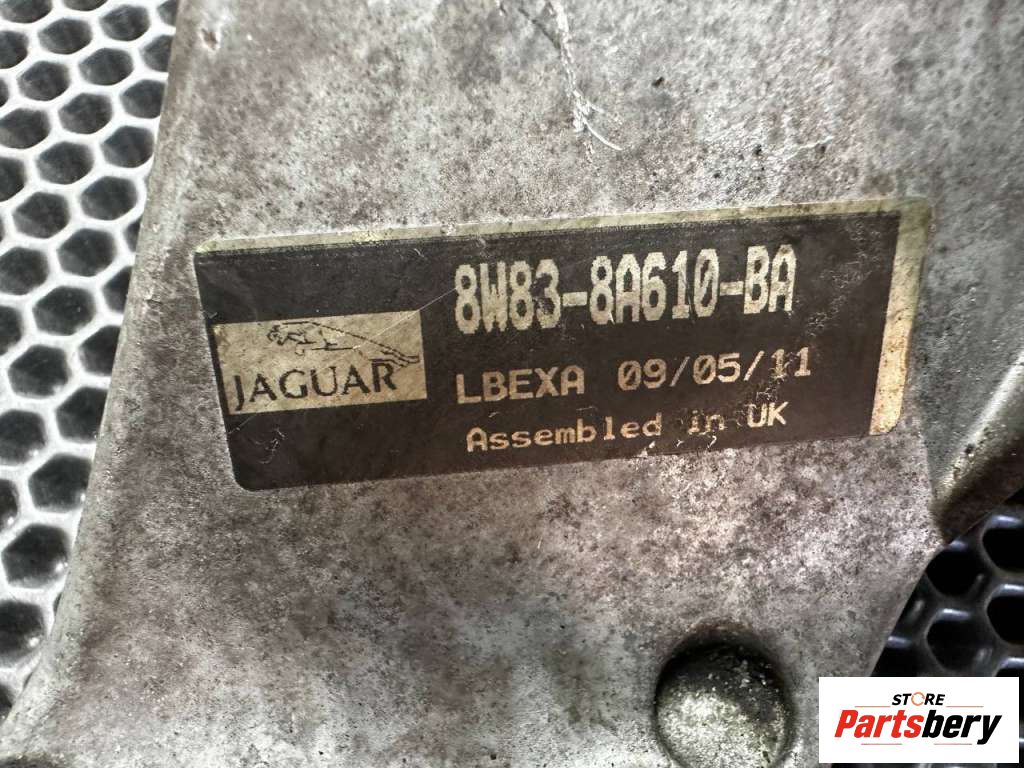 8W83-8A610-BA
JAGUAR
LBEXA 09/05/11
Assembled in UK
STORE
Partsbery